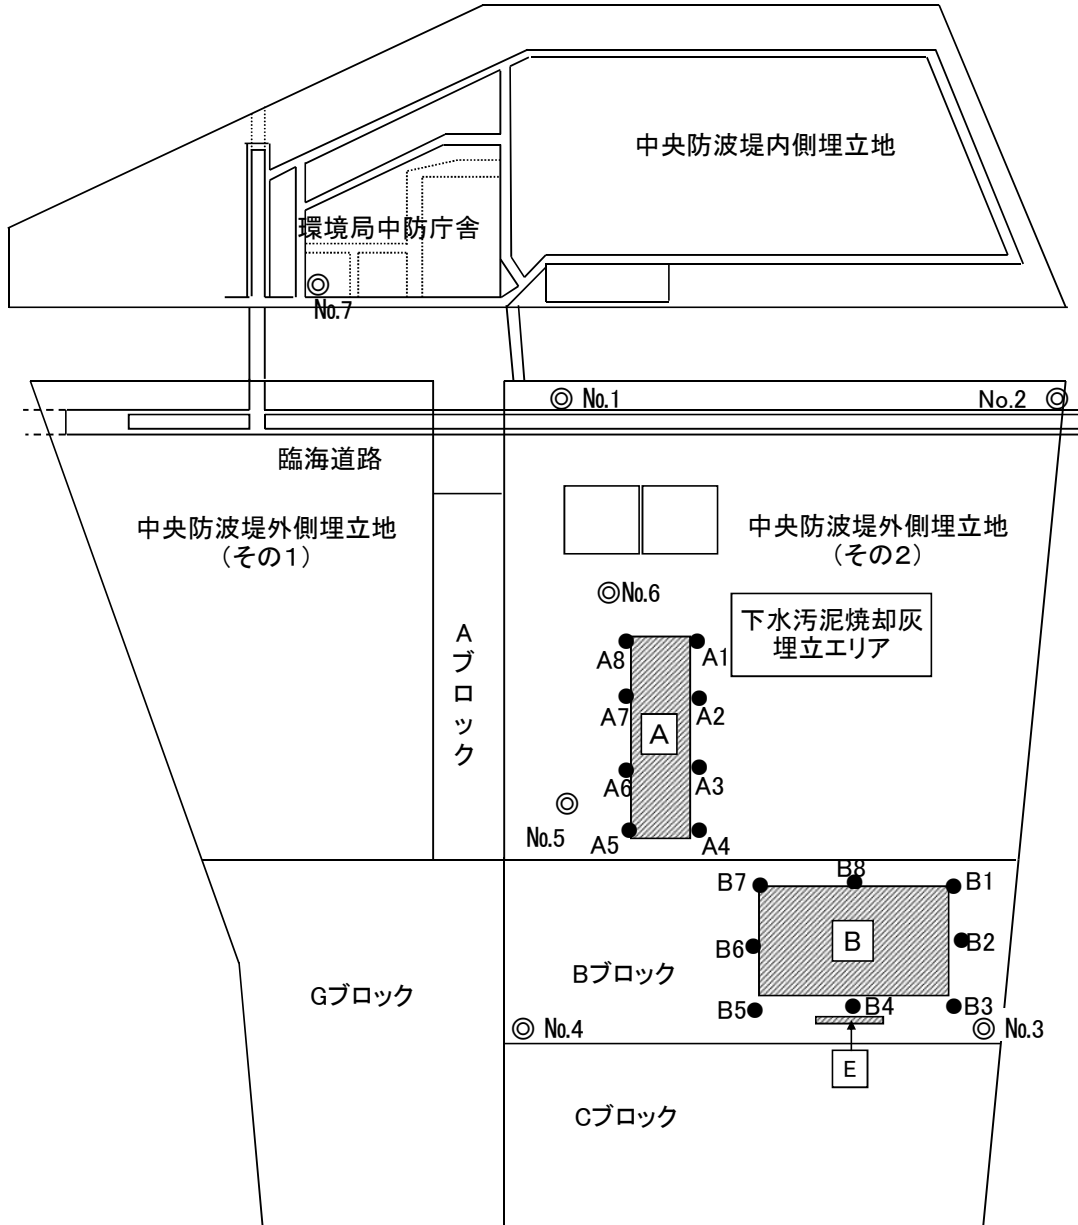 中央防波堤内側埋立地
環境局中防庁舎
No.7
No.1
No.2
臨海道路
中央防波堤外側埋立地
(その1)
中央防波堤外側埋立地
(その2)
No.6
下水汚泥焼却灰
埋立エリア
Aブロック
A8
A1
A7
A2
A
A6
A3
No.5
A5
A4
B7
B8
B1
B6
B
B2
Bブロック
Gブロック
B5
B4
B3
No.4
No.3
E
Cブロック